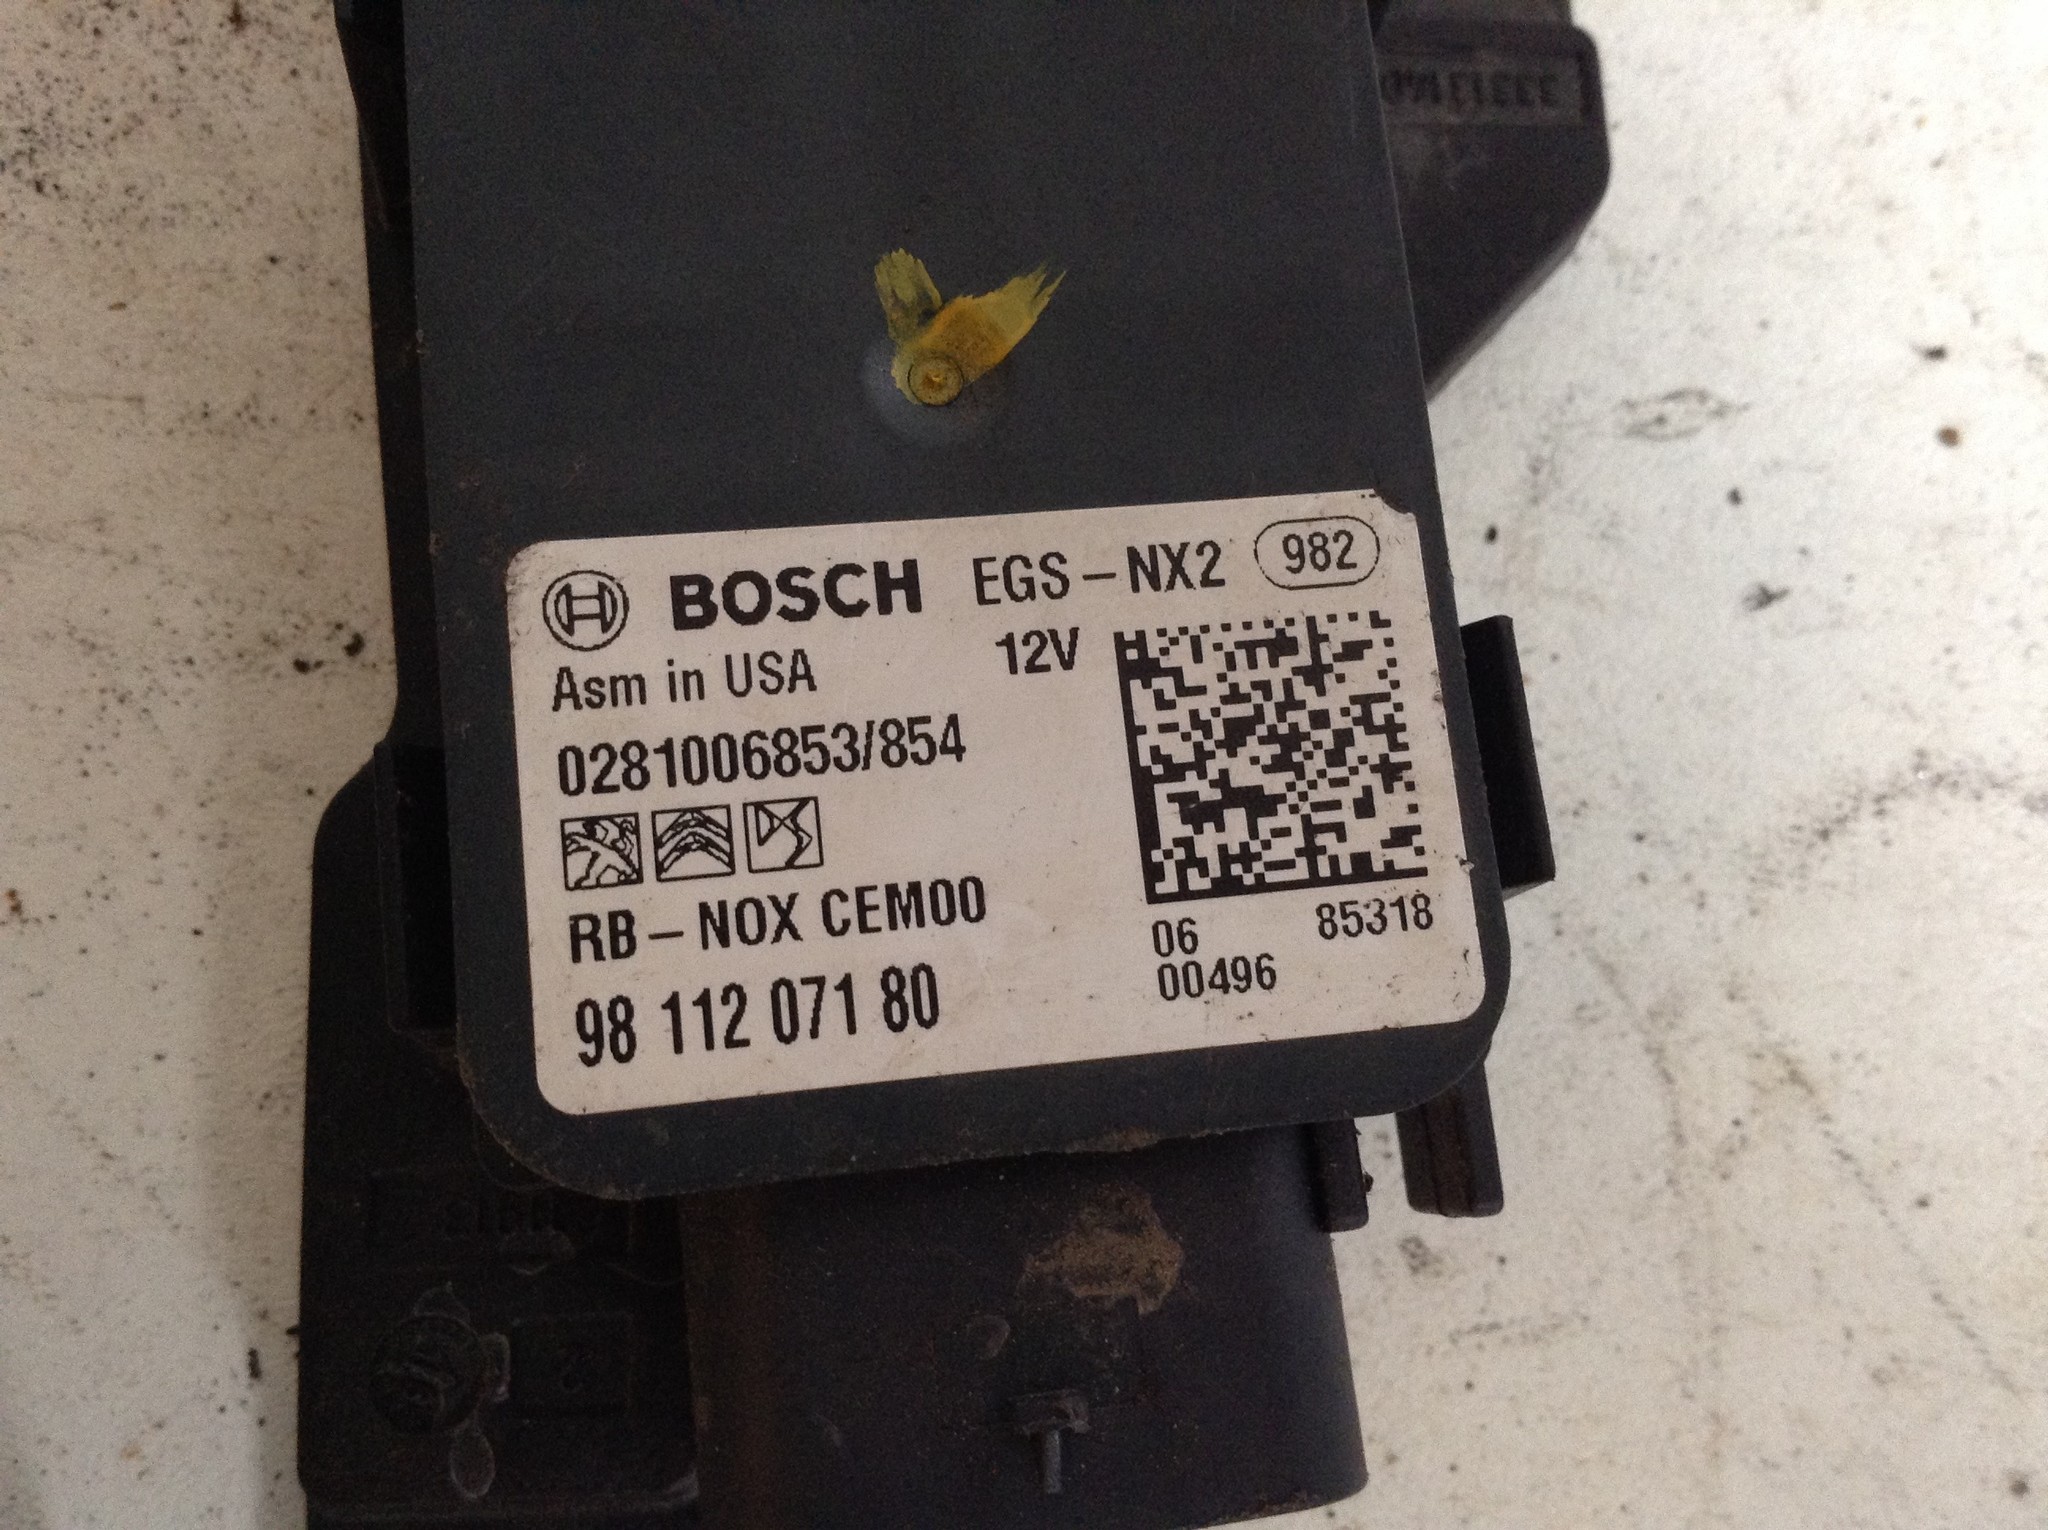 BOSCH EGS-NX2 982
Asm in USA 12V
0281006853/854
RB-NOX CEM00
98 112 071 80
06 85318
00496